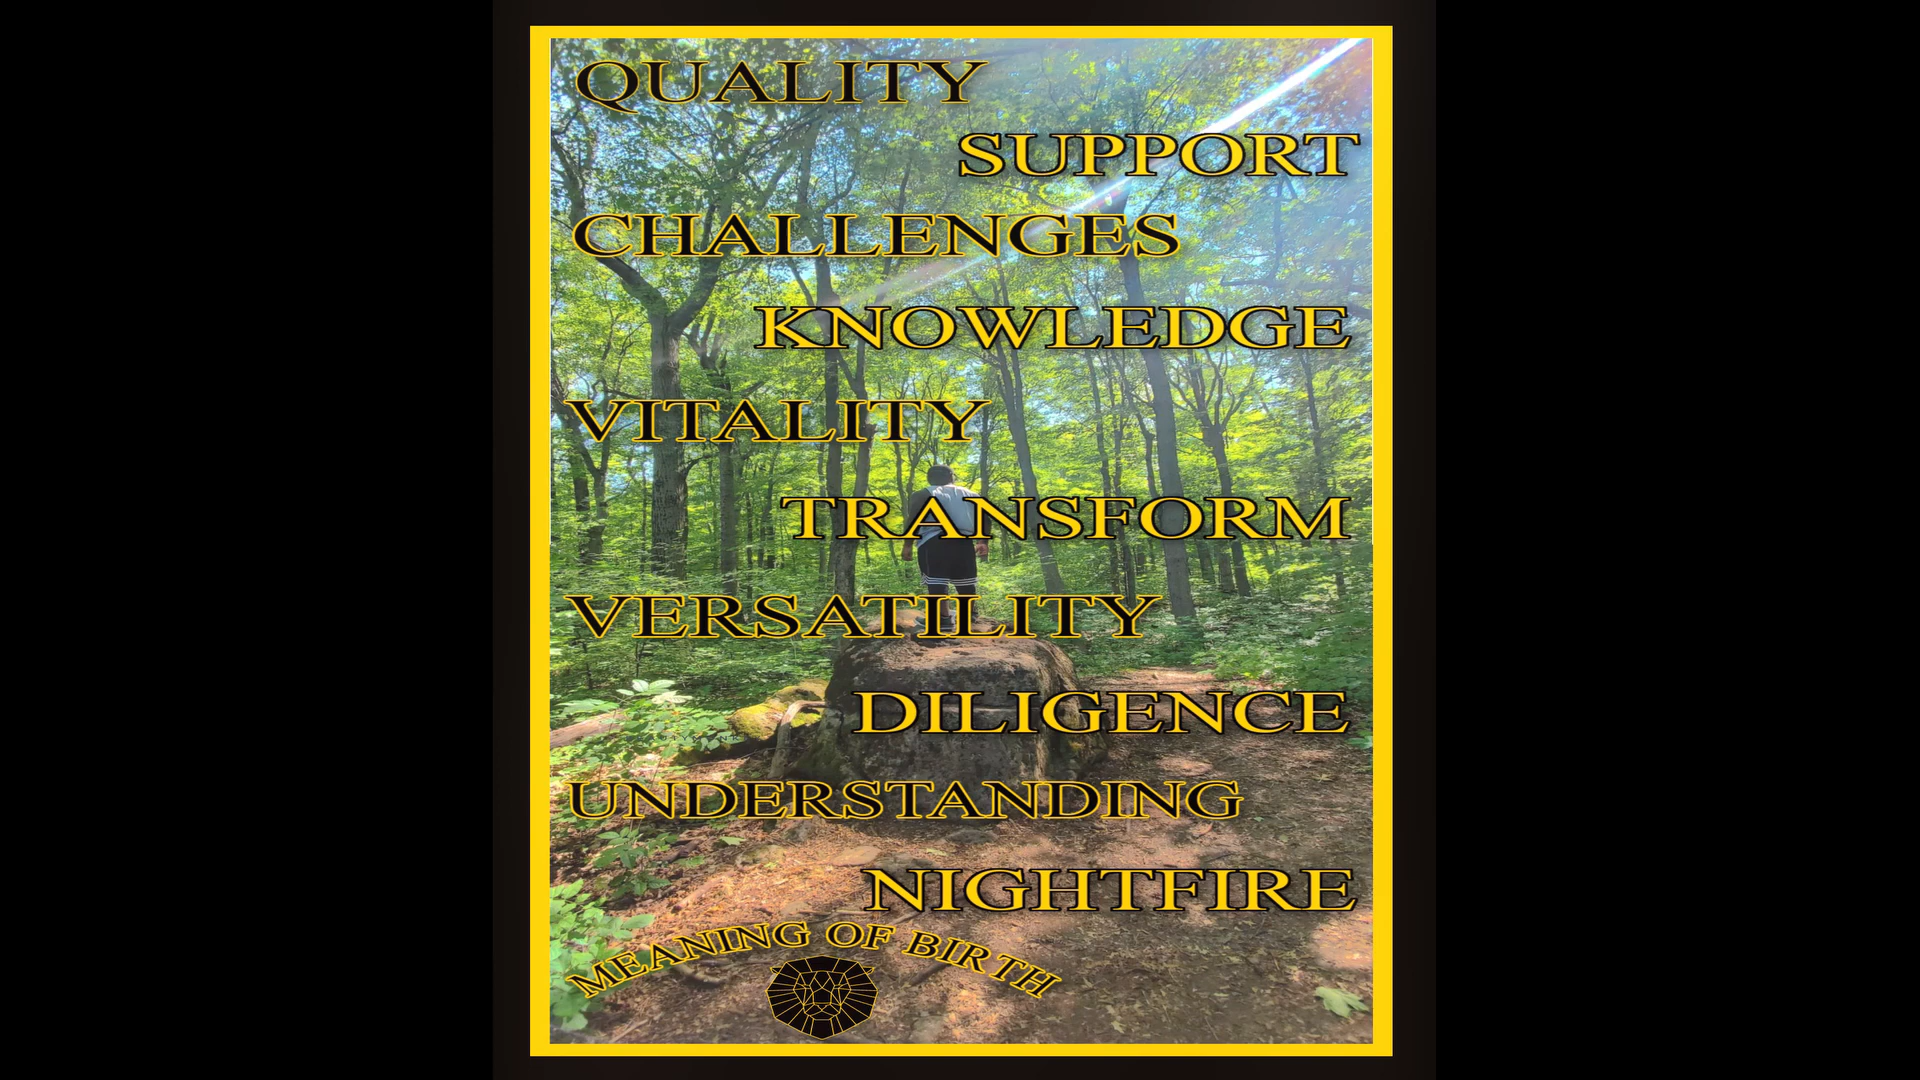 QUALITY
SUPPORT
CHALLENGES
KNOWLEDGE
VITALITY
TRANSFORM
VERSATILITY
DILIGENCE
UNDERSTANDING
NIGHTFIRE
MEANING OF BIRTH